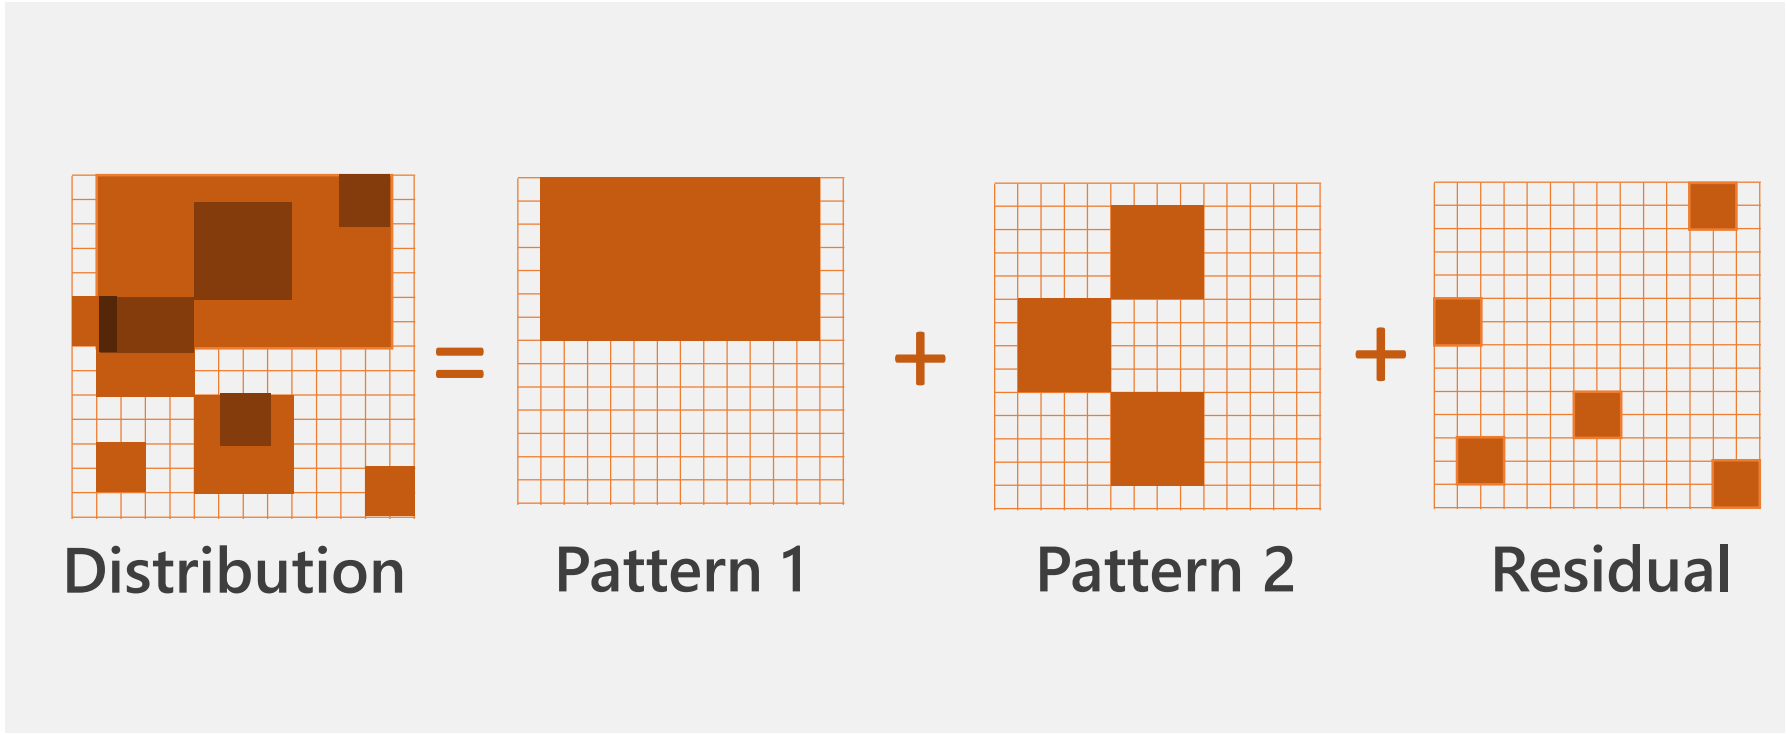 = + +
Distribution Pattern 1 Pattern 2 Residual